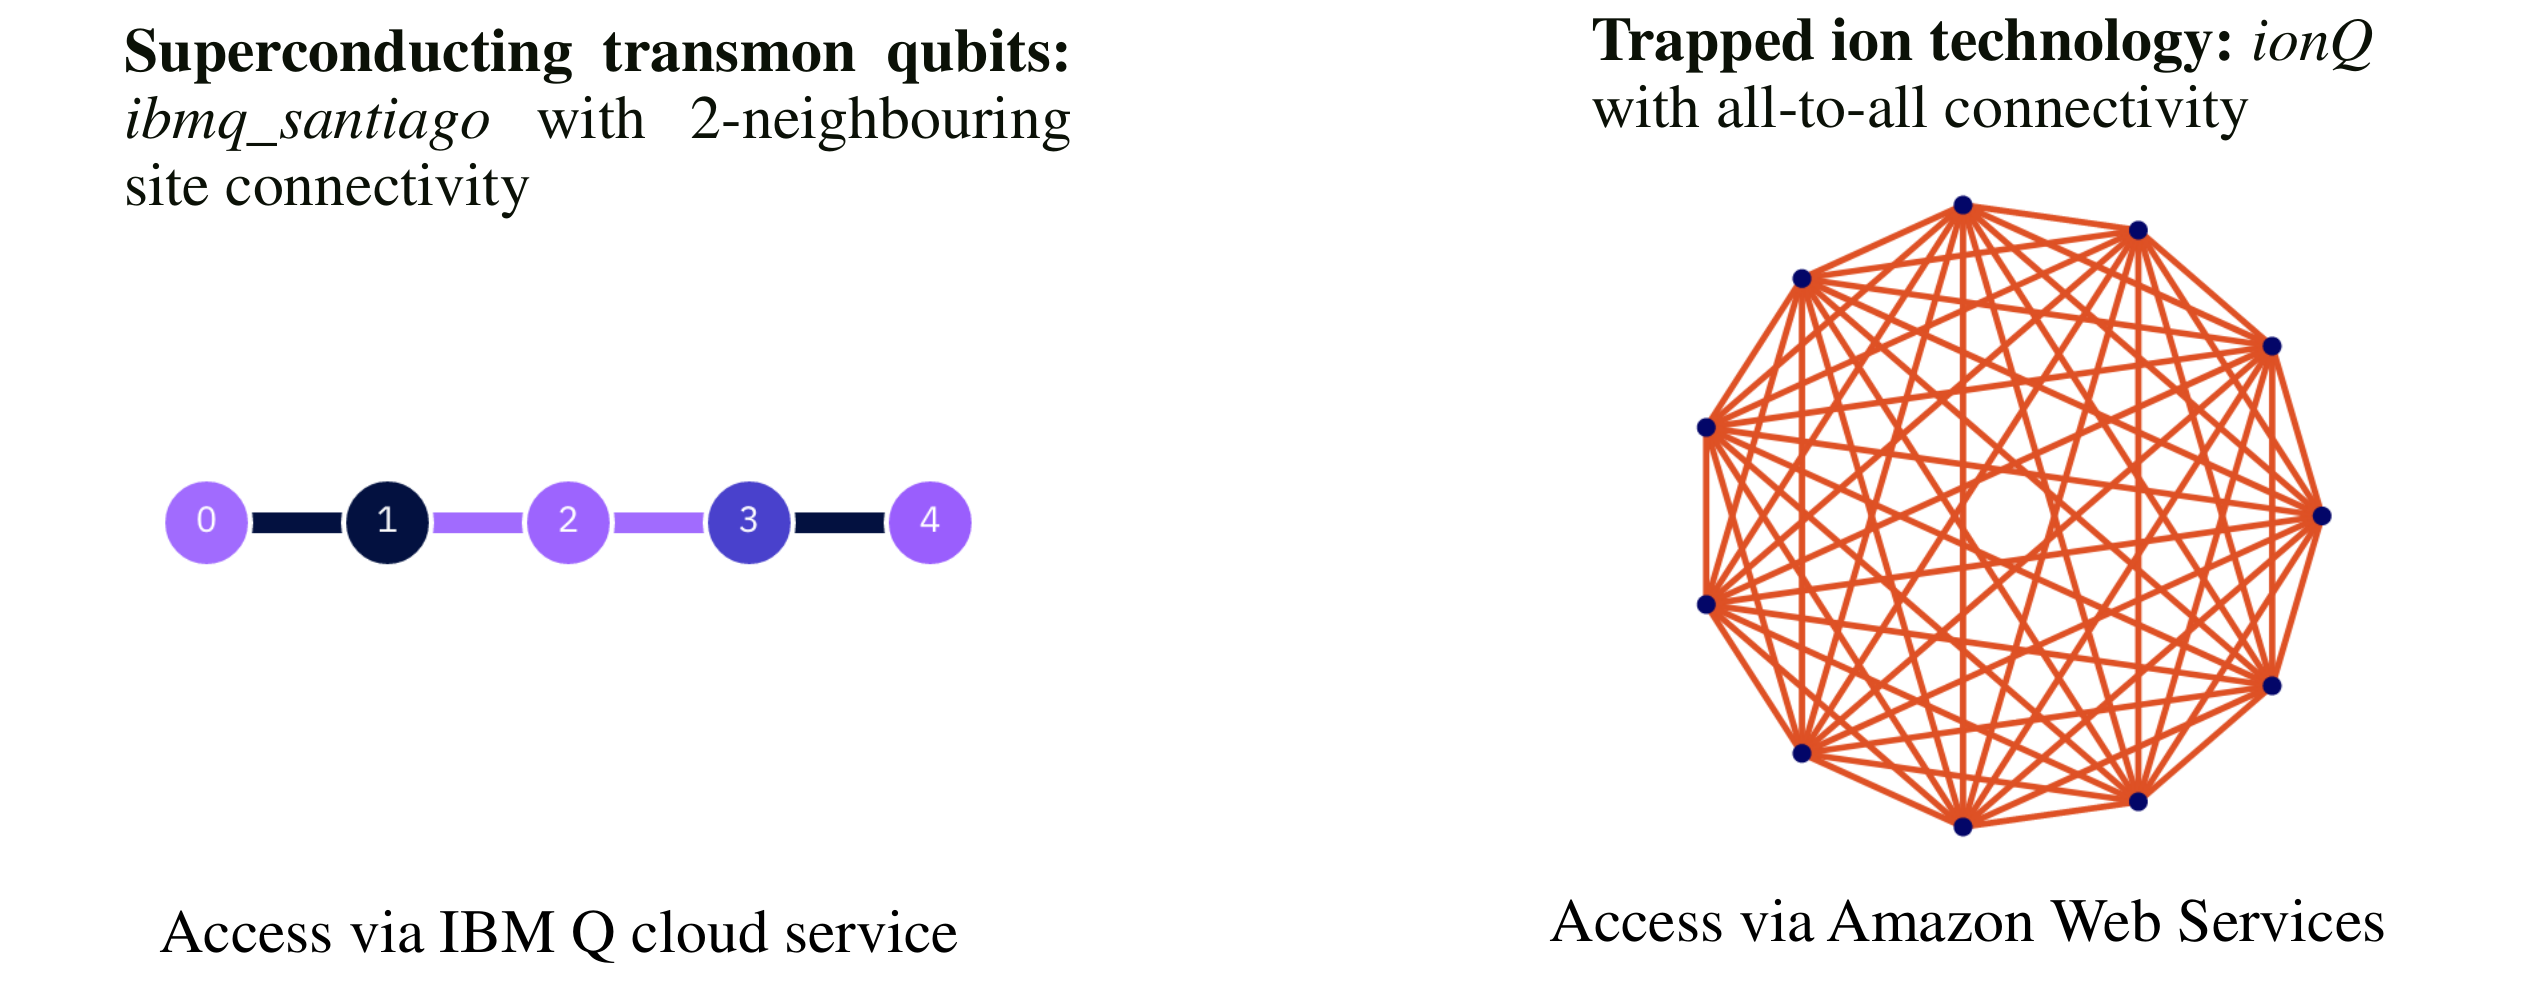 Superconducting transmon qubits:
ibmq_santiago with 2-neighbouring
site connectivity
0 1 2 3 4
Access via IBM Q cloud service
Trapped ion technology: ionQ
with all-to-all connectivity
Access via Amazon Web Services